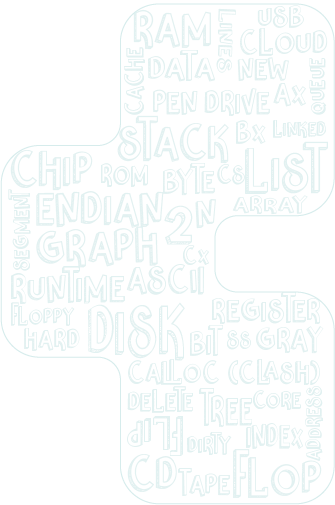 RAM
LINES
USB
CLOUD
CACHE
DATA
NEW
QUEUE
PEN DRIVE
AX
STACK
BX
LINKED
CHIP
ROM
BYTE
CS
LIST
SEGMENT
ENDIAN
2
N
ARRAY
GRAPH
CX
RUNTIME
ASCII
FLOPPY
HARD
DISK
REGISTER
BIT
SS
GRAY
CALLOC
(CLASH)
DELETE
TREE
CORE
ADDRESS
FLIP
FLIP
DIRTY
INDEX
CD
TAPE
FLOP